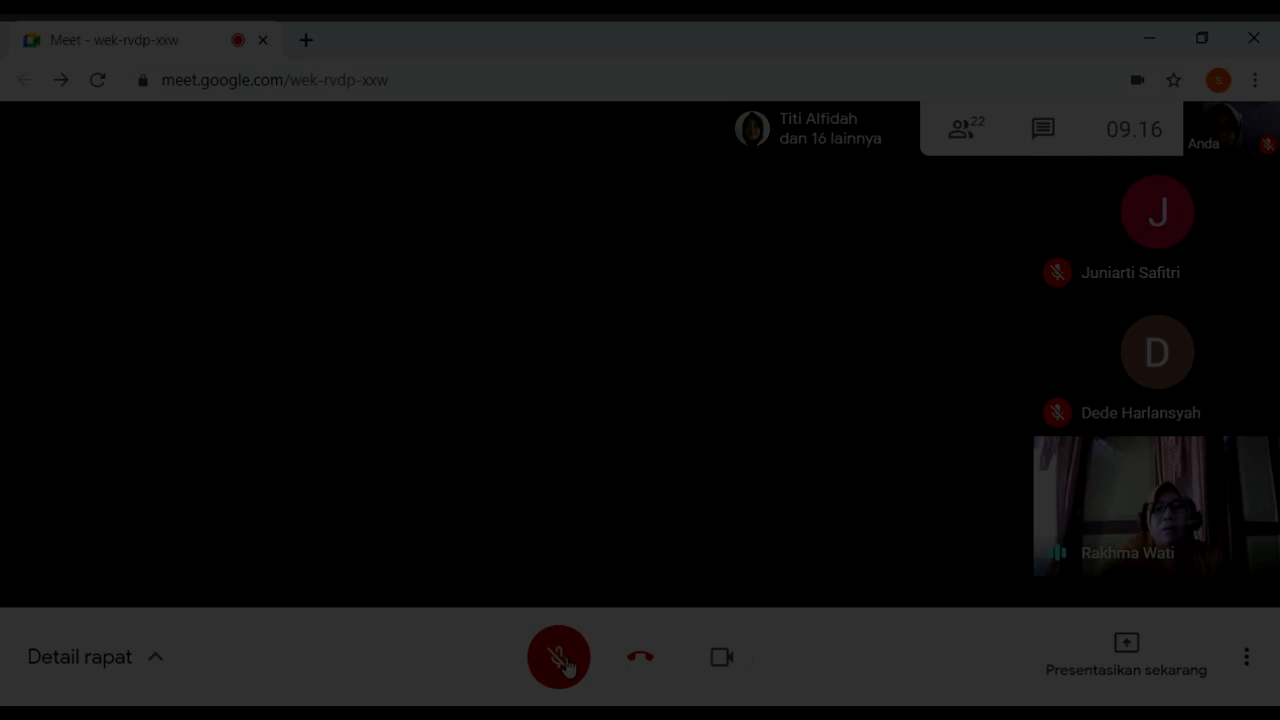 Meet - wek-rvdp-xxw
meet.google.com/wek-rvdp-xxw
S
Titi Alfidah
dan 16 lainnya
22
09.16
Anda
J
Juniarti Safitri
D
Dede Harlansyah
Rakhma Wati
Detail rapat
Presentasikan sekarang